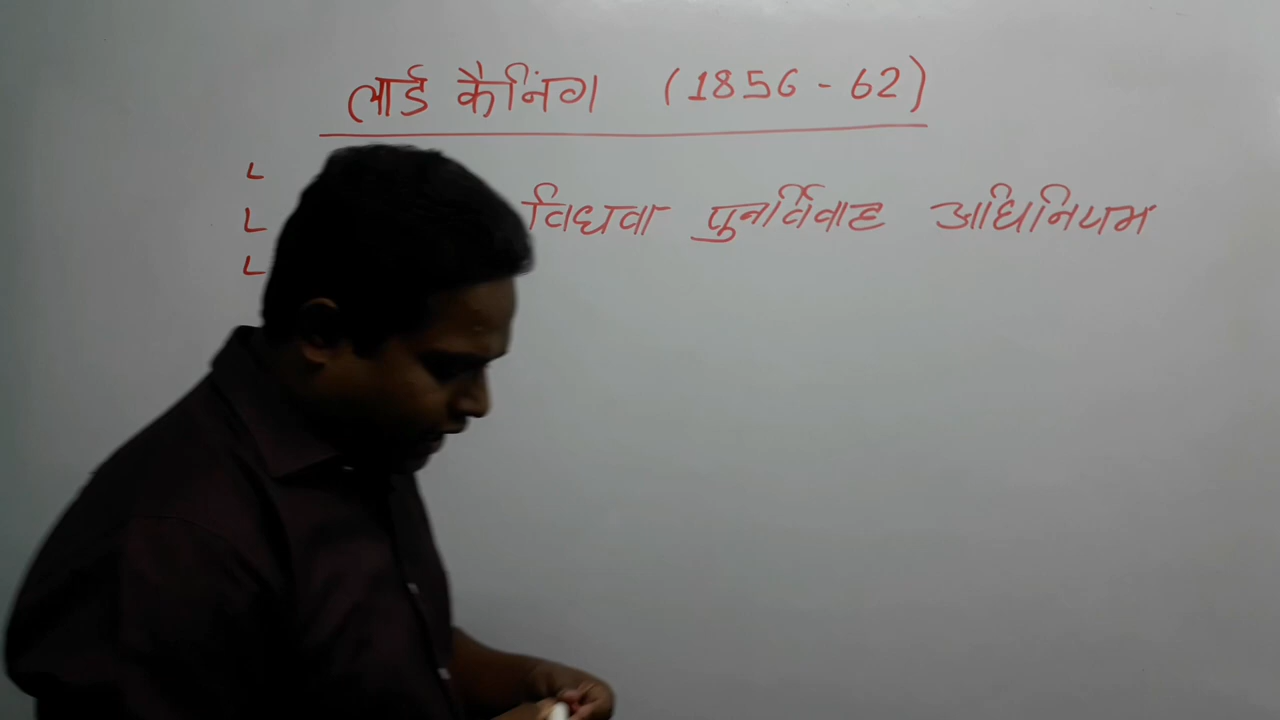 लार्ड कैनिंग (1856 - 62)
विधवा पुनर्विवाह अधिनियम